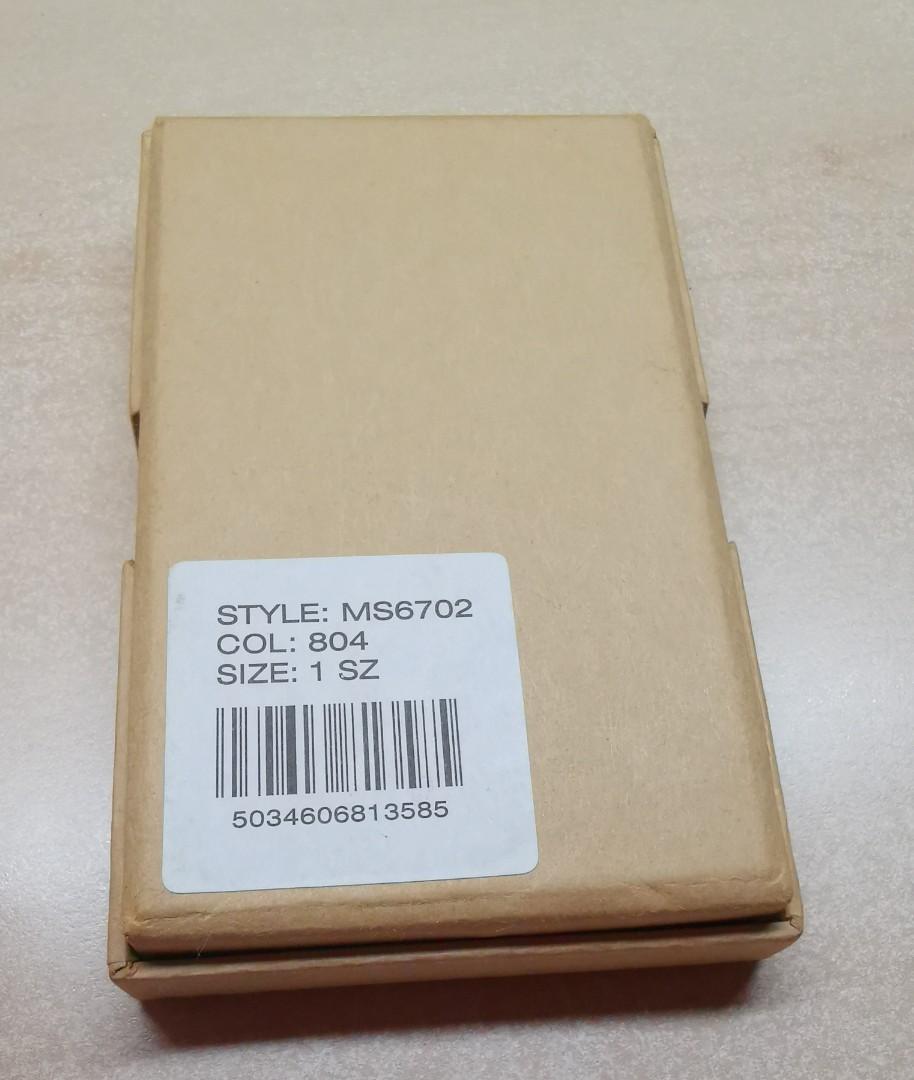 STYLE: MS6702
COL: 804
SIZE: 1 SZ
5034606813585